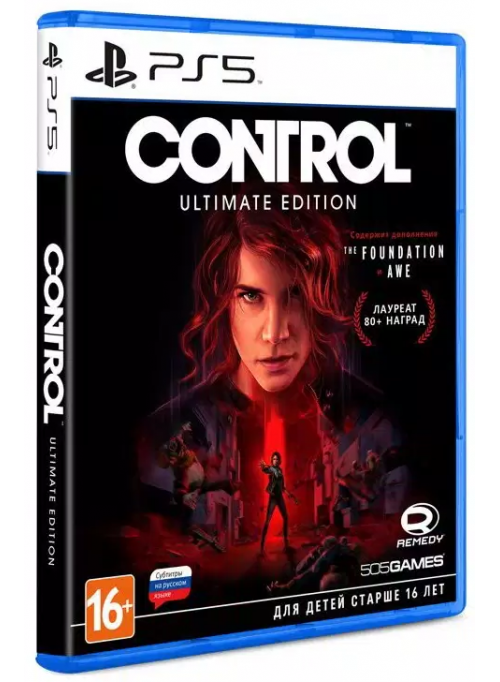 PS5
CONTROL™
ULTIMATE EDITION
Содержит дополнения
THE FOUNDATION
AWE
ЛАУРЕАТ
80+ НАГРАД
REMEDY
505GAMES
Субтитры
на русском
языке
16+
ДЛЯ ДЕТЕЙ СТАРШЕ 16 ЛЕТ
PS5
CONTROL
ULTIMATE EDITION